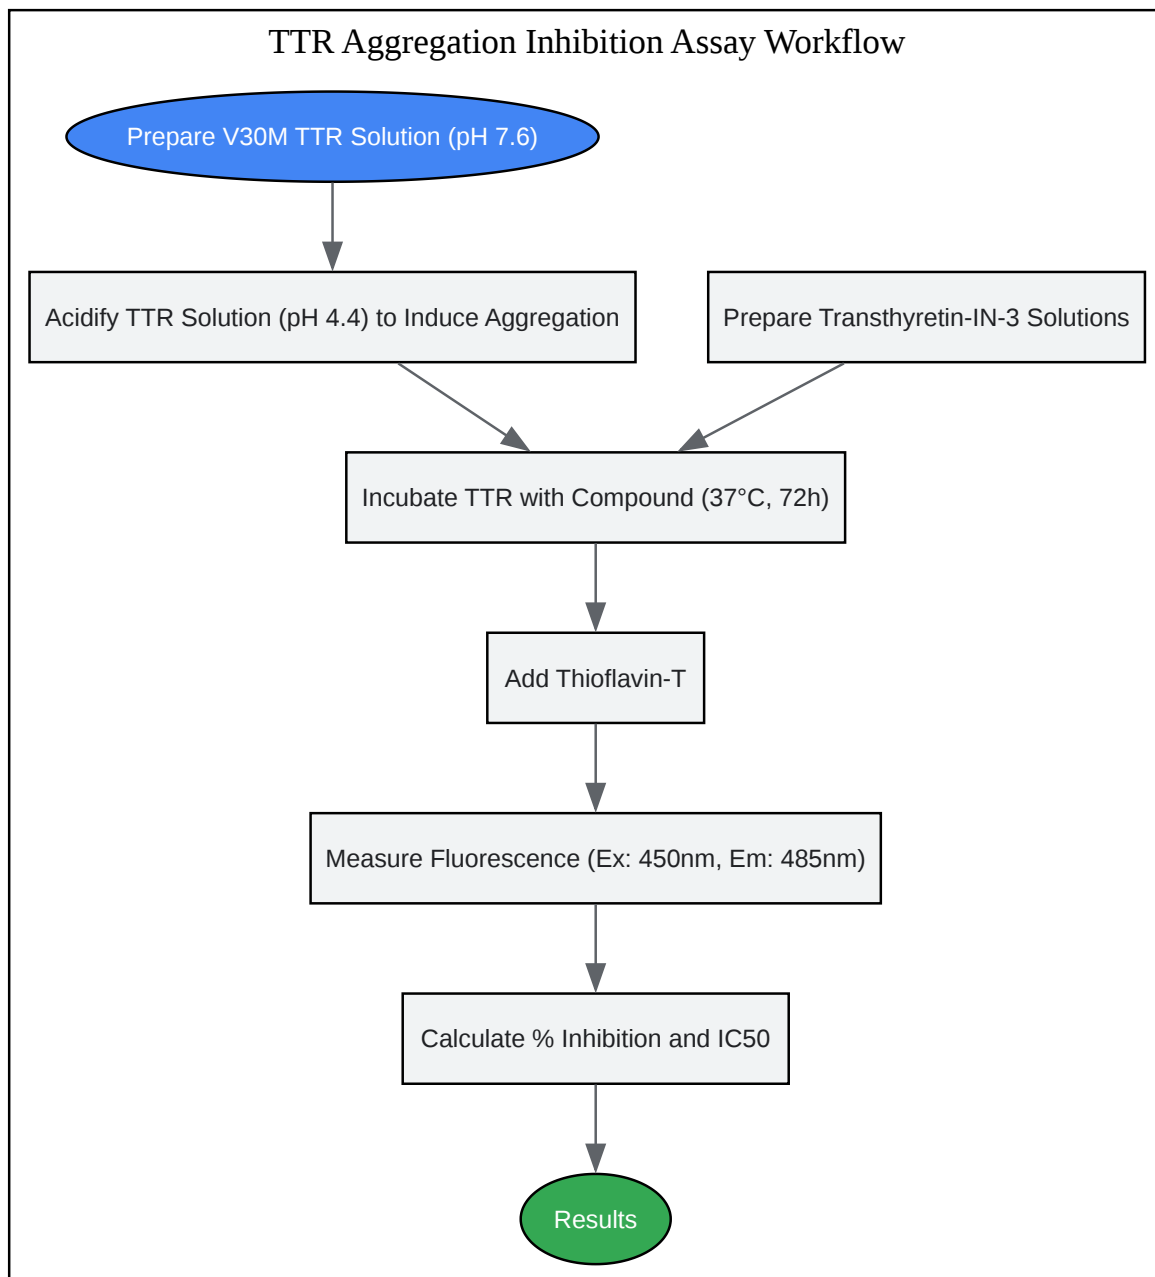 TTR Aggregation Inhibition Assay Workflow
Prepare V30M TTR Solution (pH 7.6)
Acidify TTR Solution (pH 4.4) to Induce Aggregation
Prepare Transthyretin-IN-3 Solutions
Incubate TTR with Compound (37°C, 72h)
Add Thioflavin-T
Measure Fluorescence (Ex: 450nm, Em: 485nm)
Calculate % Inhibition and IC50
Results